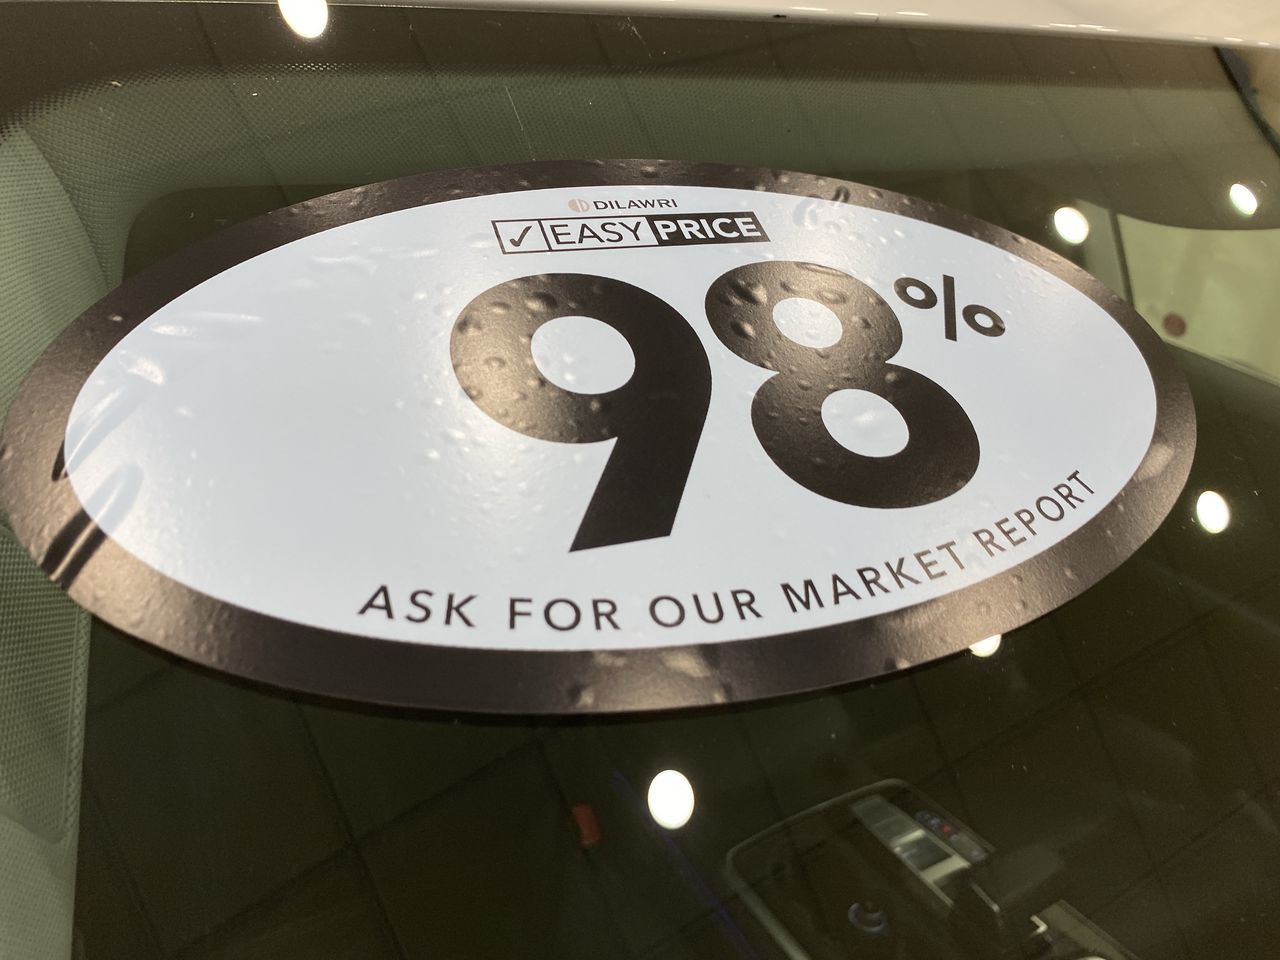 DILAWRI
✓ EASY PRICE
98%
ASK FOR OUR MARKET REPORT